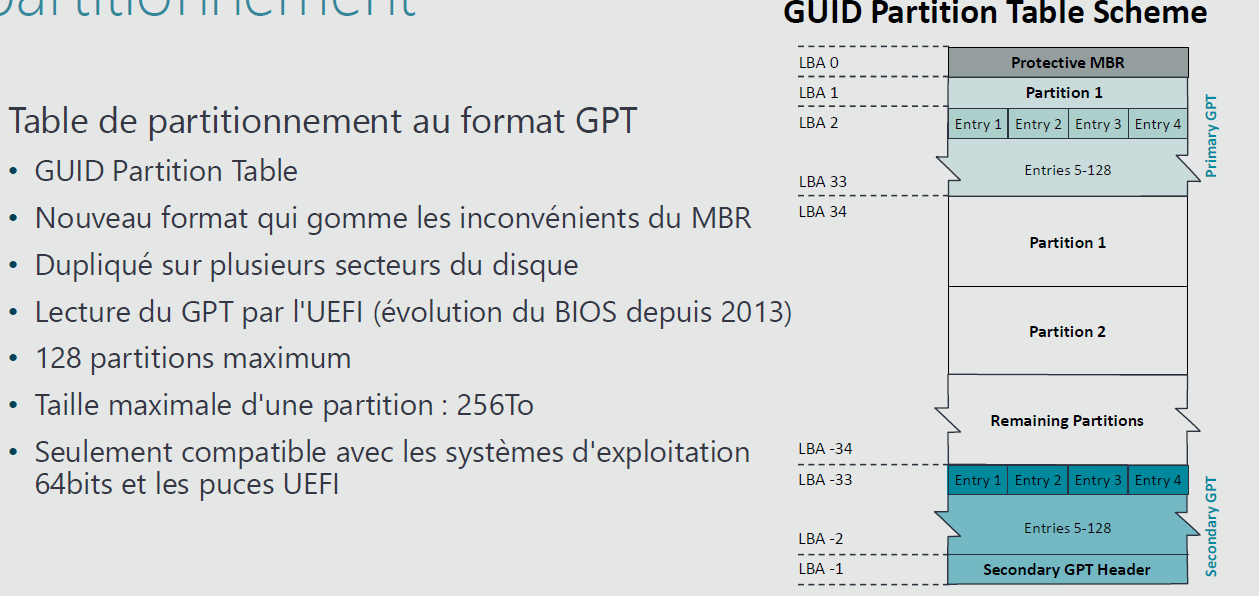 partitionnement
Table de partitionnement au format GPT
• GUID Partition Table
• Nouveau format qui gomme les inconvénients du MBR
• Dupliqué sur plusieurs secteurs du disque
• Lecture du GPT par l'UEFI (évolution du BIOS depuis 2013)
• 128 partitions maximum
• Taille maximale d'une partition : 256To
• Seulement compatible avec les systèmes d'exploitation
64bits et les puces UEFI
GUID Partition Table Scheme
LBA 0
Protective MBR
LBA 1
Partition 1
LBA 2
Entry 1 Entry 2 Entry 3 Entry 4
Entries 5-128
LBA 33
Primary GPT
LBA 34
Partition 1
Partition 2
Remaining Partitions
LBA -34
LBA -33
Entry 1 Entry 2 Entry 3 Entry 4
Entries 5-128
LBA -2
LBA -1
Secondary GPT Header
Secondary GPT